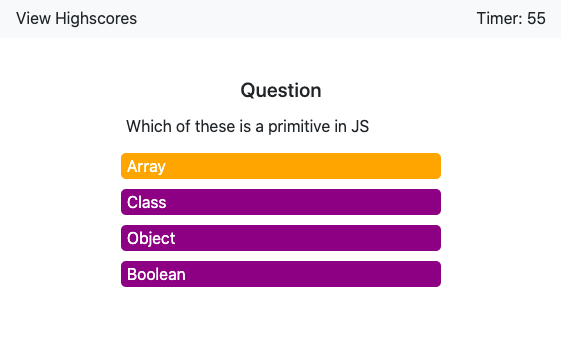 View Highscores
Timer: 55
Question
Which of these is a primitive in JS
Array
Class
Object
Boolean